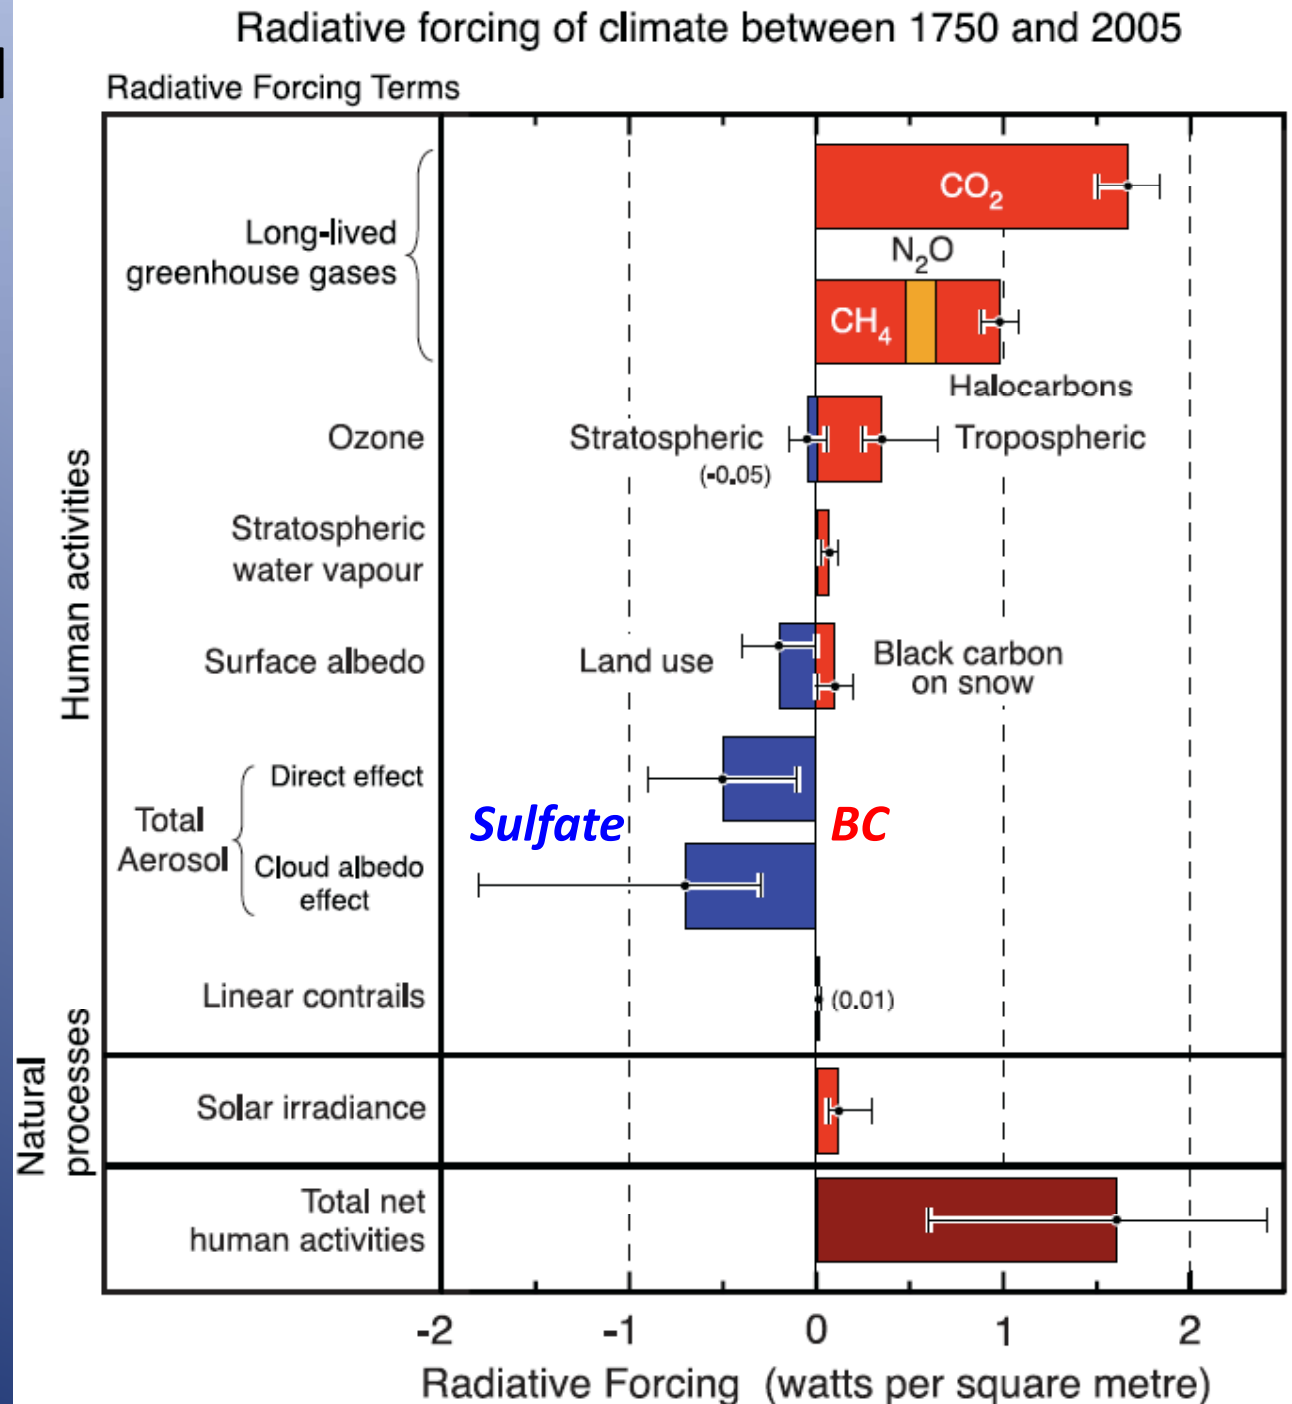 Radiative forcing of climate between 1750 and 2005
Radiative Forcing Terms
CO₂
Long-lived
greenhouse gases
N₂O
CH₄
Halocarbons
Ozone
Stratospheric
(-0.05)
Tropospheric
Human activities
Stratospheric
water vapour
Surface albedo
Land use
Black carbon
on snow
Total
Aerosol
Direct effect
Sulfate
BC
Cloud albedo
effect
Linear contrails
(0.01)
Natural
processes
Solar irradiance
Total net
human activities
-2 -1 0 1 2
Radiative Forcing (watts per square metre)